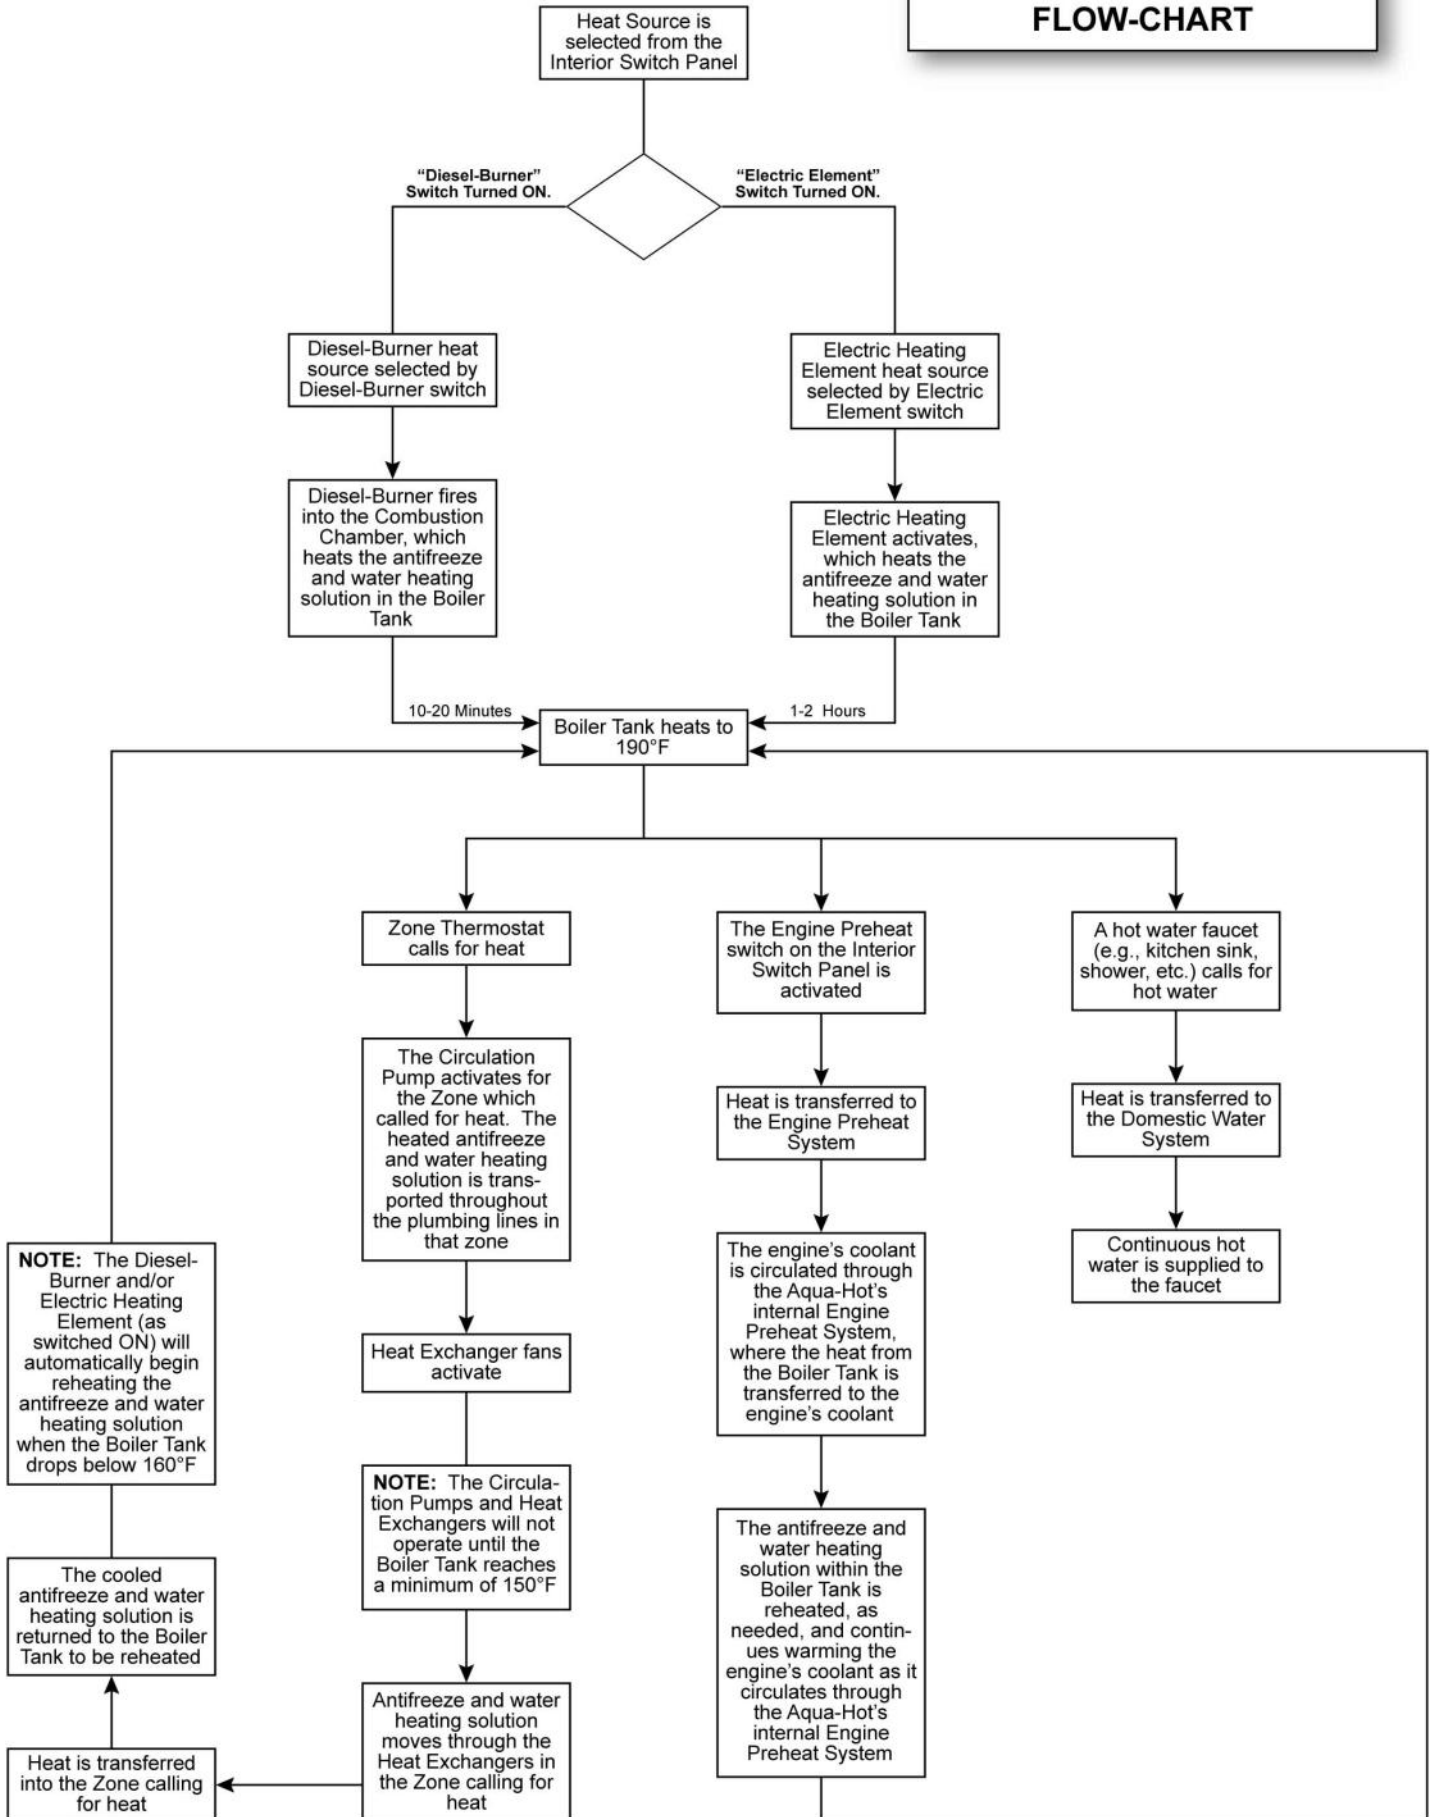 FLOW-CHART
Heat Source is
selected from the
Interior Switch Panel
“Diesel-Burner”
Switch Turned ON.
“Electric Element”
Switch Turned ON.
Diesel-Burner heat
source selected by
Diesel-Burner switch
Electric Heating
Element heat source
selected by Electric
Element switch
Diesel-Burner fires
into the Combustion
Chamber, which
heats the antifreeze
and water heating
solution in the Boiler
Tank
Electric Heating
Element activates,
which heats the
antifreeze and water
heating solution in
the Boiler Tank
10-20 Minutes
1-2 Hours
Boiler Tank heats to
190°F
Zone Thermostat
calls for heat
The Circulation
Pump activates for
the Zone which
called for heat. The
heated antifreeze
and water heating
solution is trans-
ported throughout
the plumbing lines in
that zone
Heat Exchanger fans
activate
NOTE: The Circula-
tion Pumps and Heat
Exchangers will not
operate until the
Boiler Tank reaches
a minimum of 150°F
Antifreeze and water
heating solution
moves through the
Heat Exchangers in
the Zone calling for
heat
Heat is transferred
into the Zone calling
for heat
The cooled
antifreeze and water
heating solution is
returned to the Boiler
Tank to be reheated
NOTE: The Diesel-
Burner and/or
Electric Heating
Element (as
switched ON) will
automatically begin
reheating the
antifreeze and water
heating solution
when the Boiler Tank
drops below 160°F
The Engine Preheat
switch on the Interior
Switch Panel is
activated
Heat is transferred to
the Engine Preheat
System
The engine’s coolant
is circulated through
the Aqua-Hot’s
internal Engine
Preheat System,
where the heat from
the Boiler Tank is
transferred to the
engine’s coolant
The antifreeze and
water heating
solution within the
Boiler Tank is
reheated, as
needed, and contin-
ues warming the
engine’s coolant as it
circulates through
the Aqua-Hot’s
internal Engine
Preheat System
A hot water faucet
(e.g., kitchen sink,
shower, etc.) calls for
hot water
Heat is transferred to
the Domestic Water
System
Continuous hot
water is supplied to
the faucet